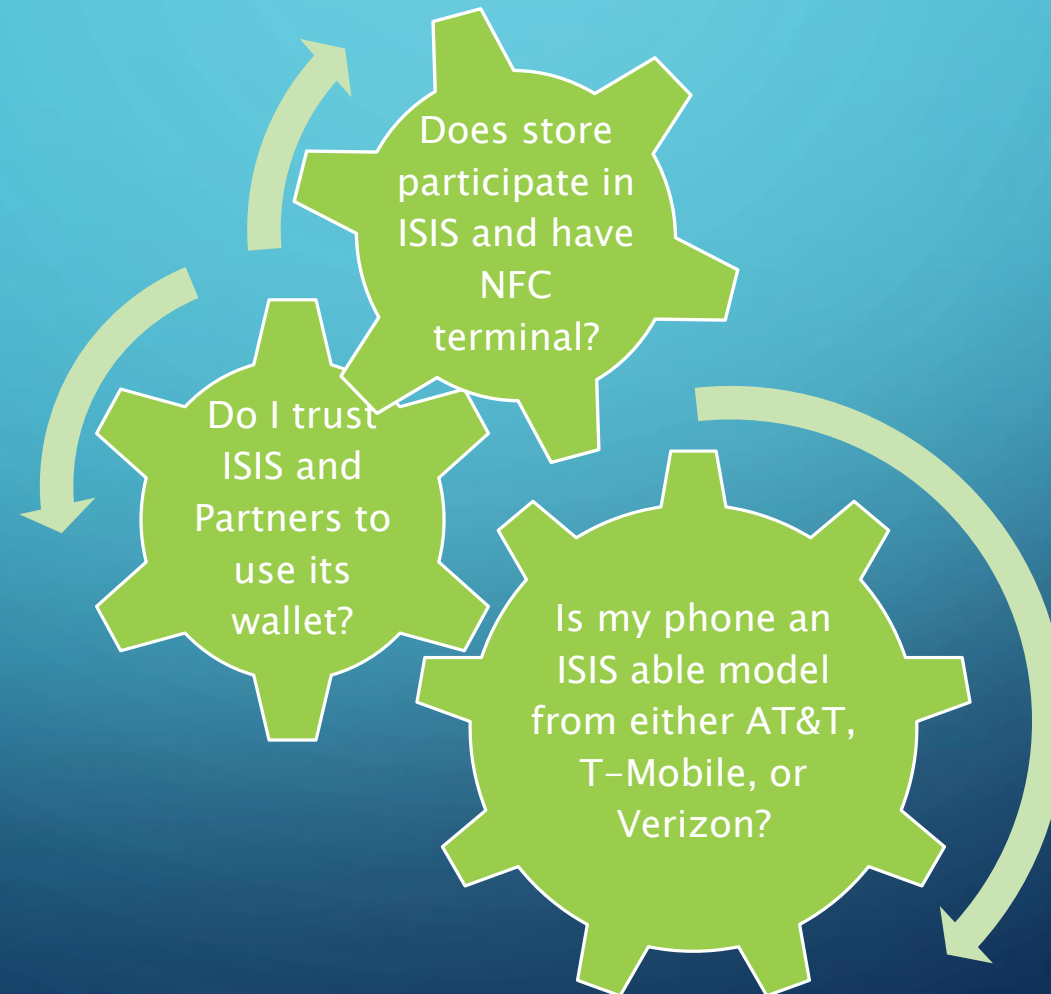 Does store
participate in
ISIS and have
NFC
terminal?
Do I trust
ISIS and
Partners to
use its
wallet?
Is my phone an
ISIS able model
from either AT&T,
T-Mobile, or
Verizon?